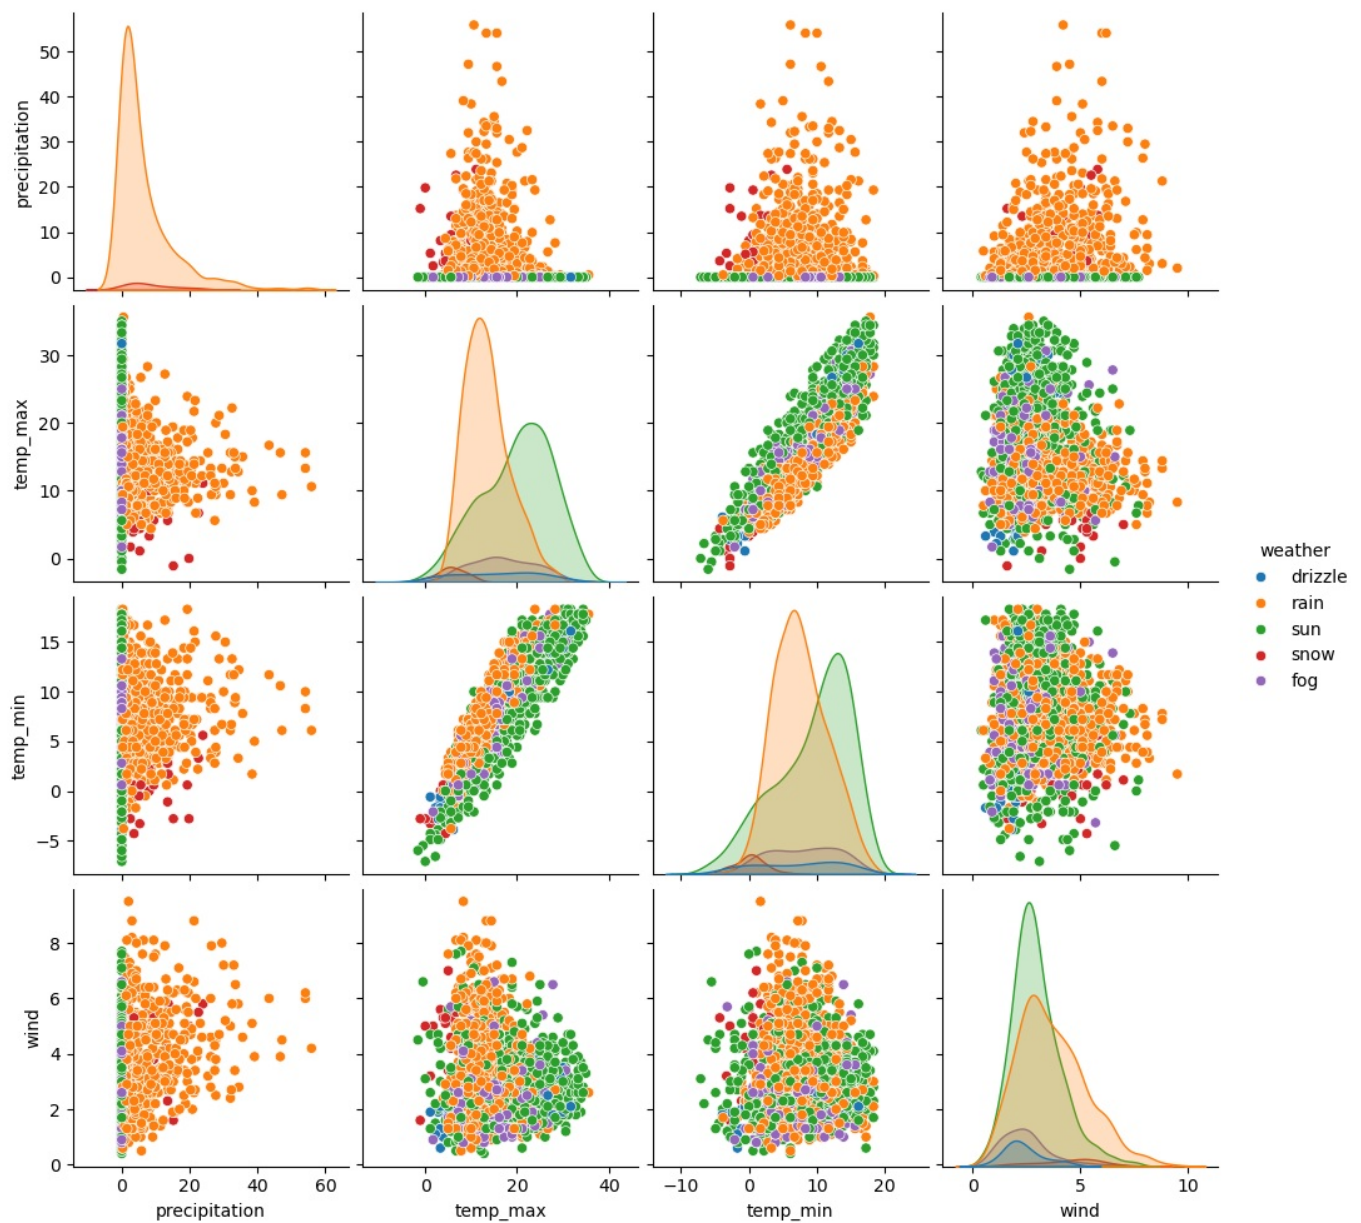 precipitation
50
40
30
20
10
0
temp_max
30
20
10
0
weather
drizzle
rain
sun
snow
fog
temp_min
15
10
5
0
−5
wind
8
6
4
2
0
0 20 40 60 0 20 40 −10 0 10 20 0 5 10
precipitation temp_max temp_min wind